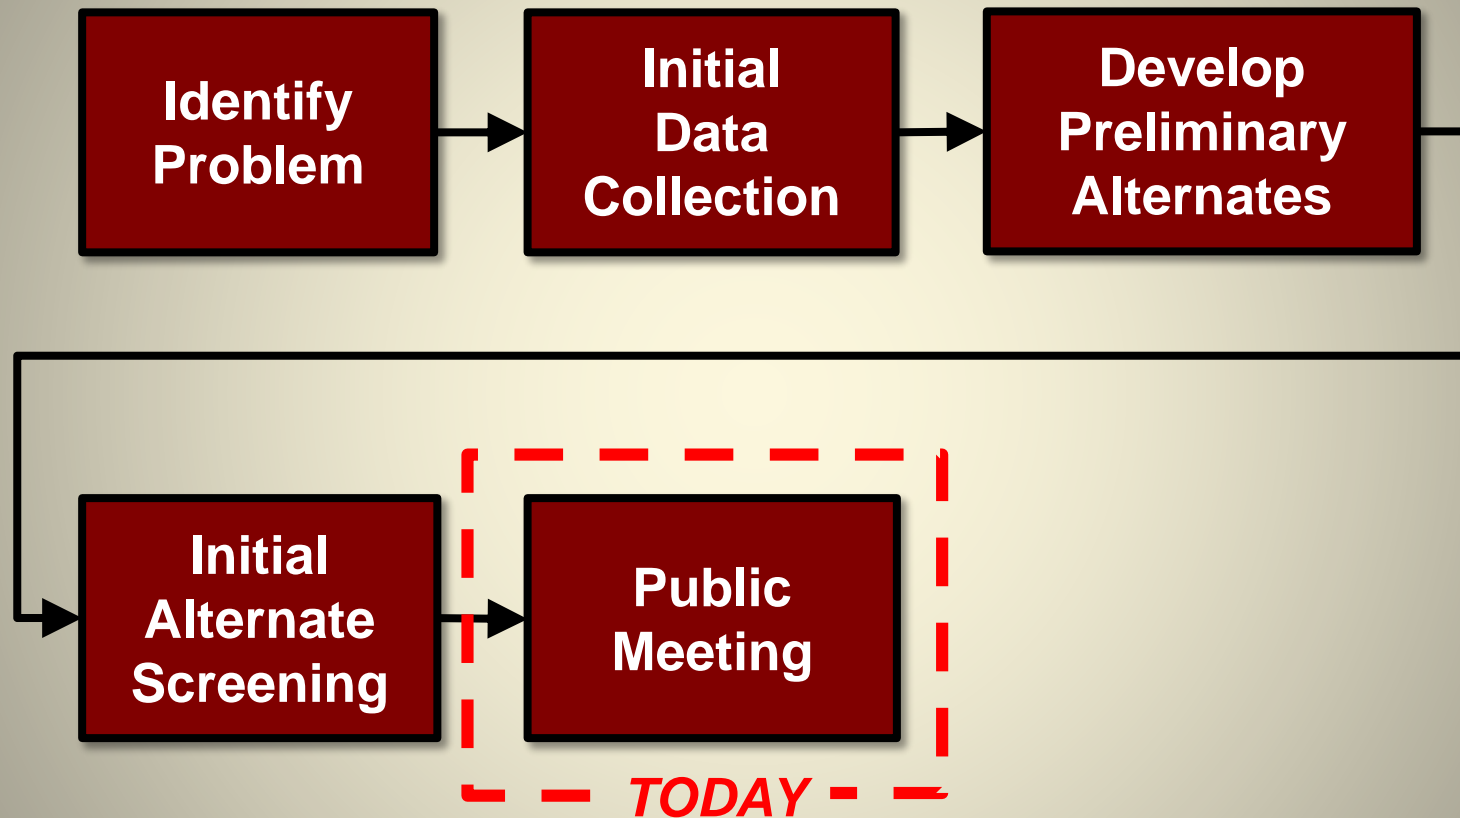 Identify
Problem
Initial
Data
Collection
Develop
Preliminary
Alternates
Initial
Alternate
Screening
Public
Meeting
TODAY